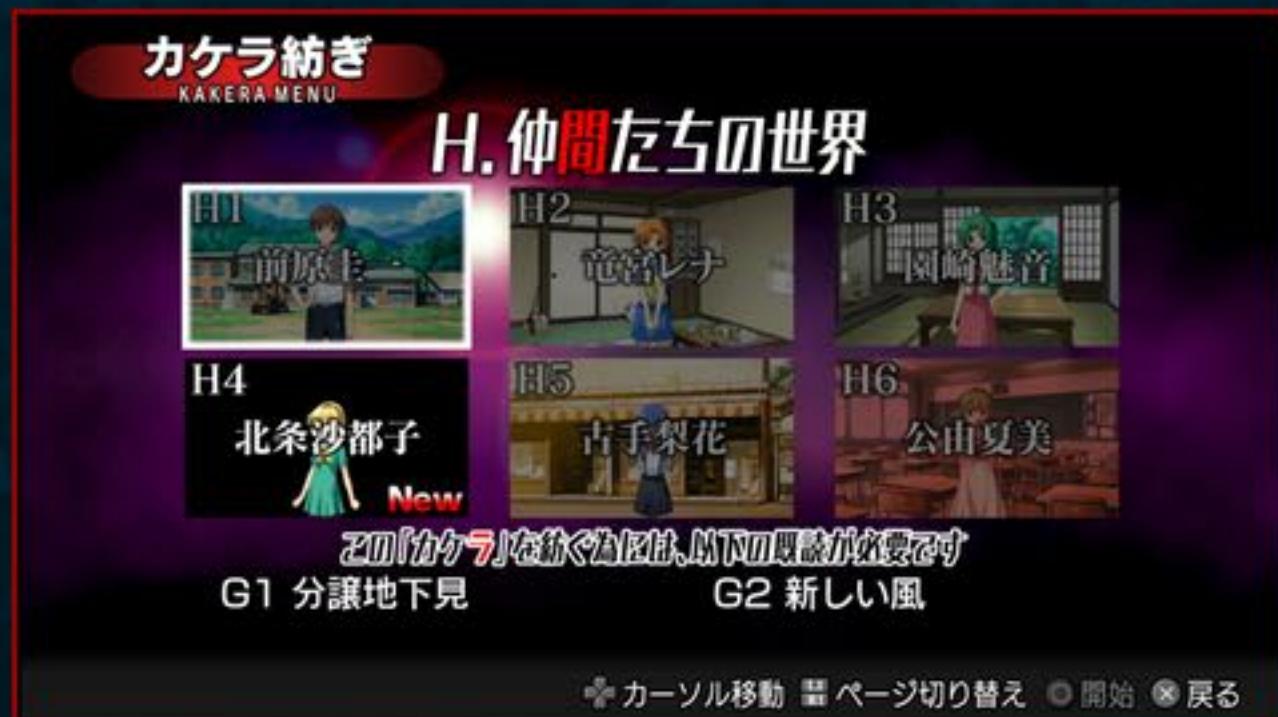 カケラ紡ぎ
KAKERA MENU
H.仲間たちの世界
H1
前原圭一
H2
竜宮レナ
H3
園崎魅音
H4
北条沙都子
New
H5
古手梨花
H6
公由夏美
この「カケラ」を紡ぐ為には、以下の既読が必要です
G1 分譲地下見
G2 新しい風
カーソル移動 ページ切り替え 開始 戻る